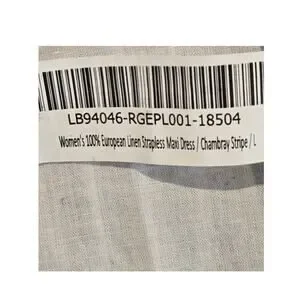 LB94046-RGEPL001-18504
Women's 100% European Linen Strapless Maxi Dress / Chambray Stripe / L